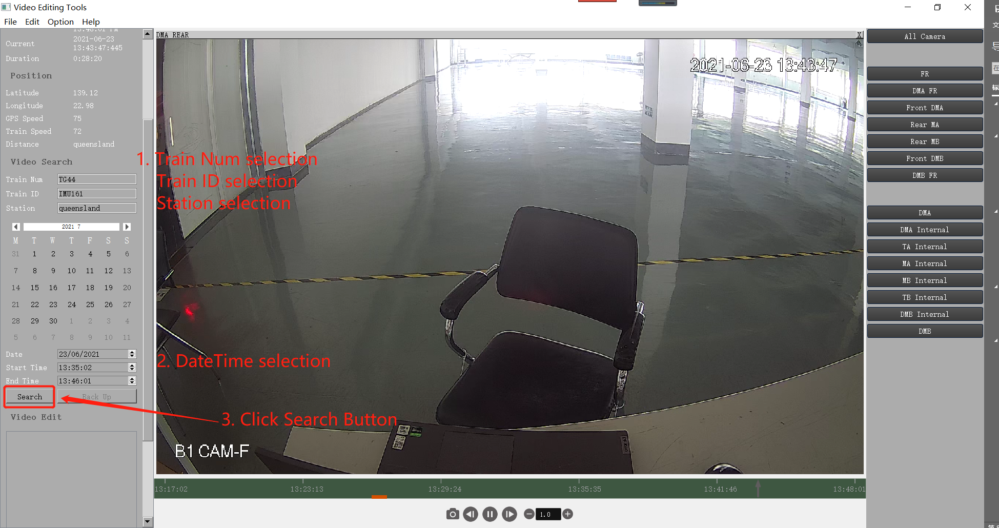 Video Editing Tools
File Edit Option Help
13:48:01 PM
Current 2021-06-23
13:43:47:445
Duration 0:28:20
Position
Latitude 139.12
Longitude 22.98
GPS Speed 75
Train Speed 72
Distance queensland
Video Search
Train Num TG44
Train ID IMU161
Station queensland
2021 7
M T W T F S S
31 1 2 3 4 5 6
7 8 9 10 11 12 13
14 15 16 17 18 19 20
21 22 23 24 25 26 27
28 29 30 1 2 3 4
5 6 7 8 9 10 11
Date 23/06/2021
Start Time 13:35:02
End Time 13:46:01
Search Back Up
Video Edit
DMA REAR X
2021-06-23 13:43:47
1. Train Num selection
Train ID selection
Station selection
2. DateTime selection
3. Click Search Button
B1 CAM-F
13:17:02 13:23:13 13:29:24 13:35:35 13:41:46 13:48:01
1.0
All Camera
FR
DMA FR
Front DMA
Rear MA
Rear MB
Front DMB
DMB FR
DMA
DMA Internal
TA Internal
MA Internal
MB Internal
TB Internal
DMB Internal
DMB